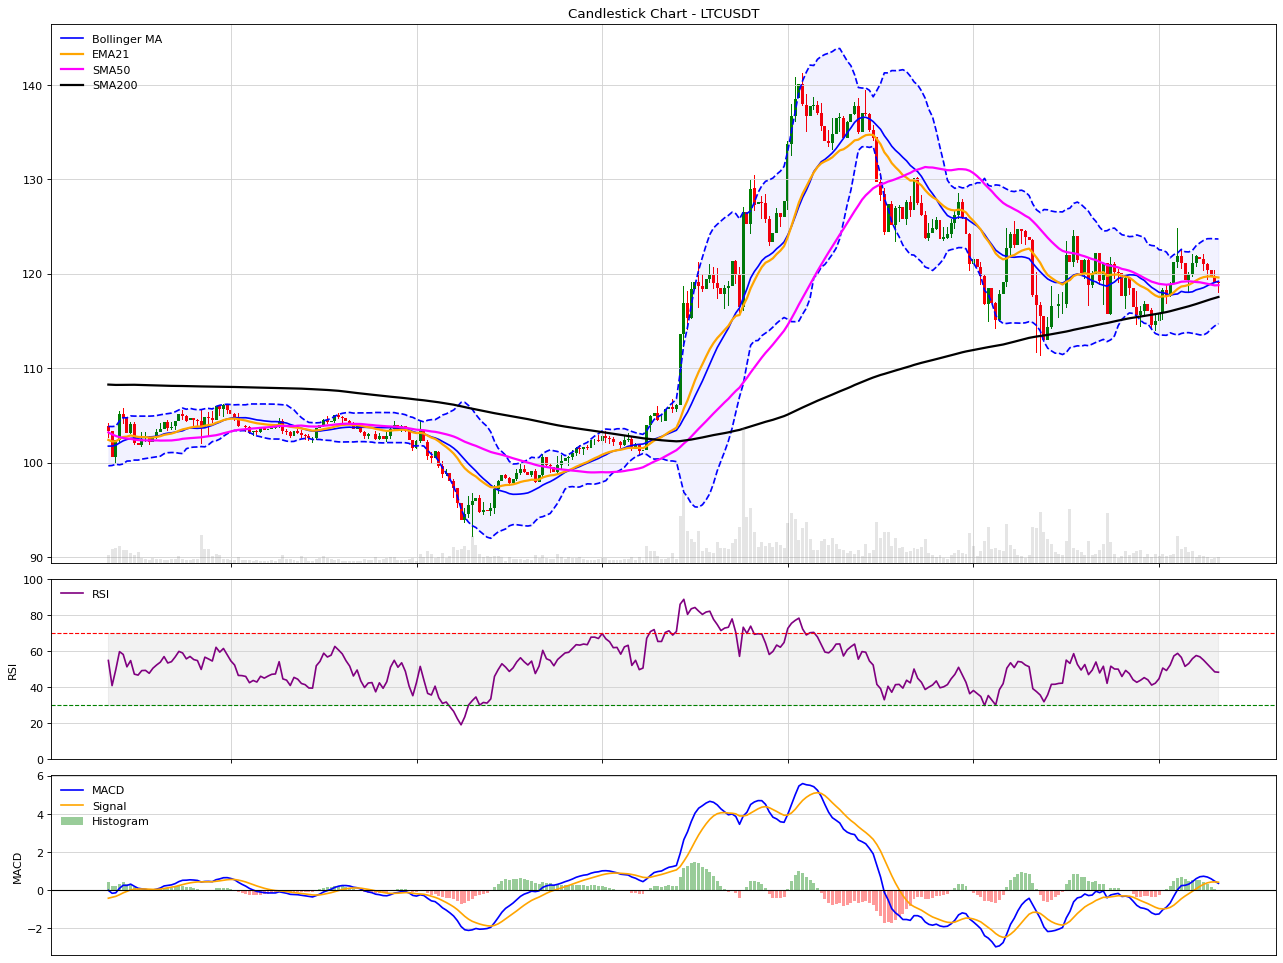 Candlestick Chart - LTCUSDT
Bollinger MA
EMA21
SMA50
SMA200
140
130
120
110
100
90
RSI
100
80
60
40
20
0
RSI
MACD
Signal
Histogram
6
4
2
0
−2
MACD